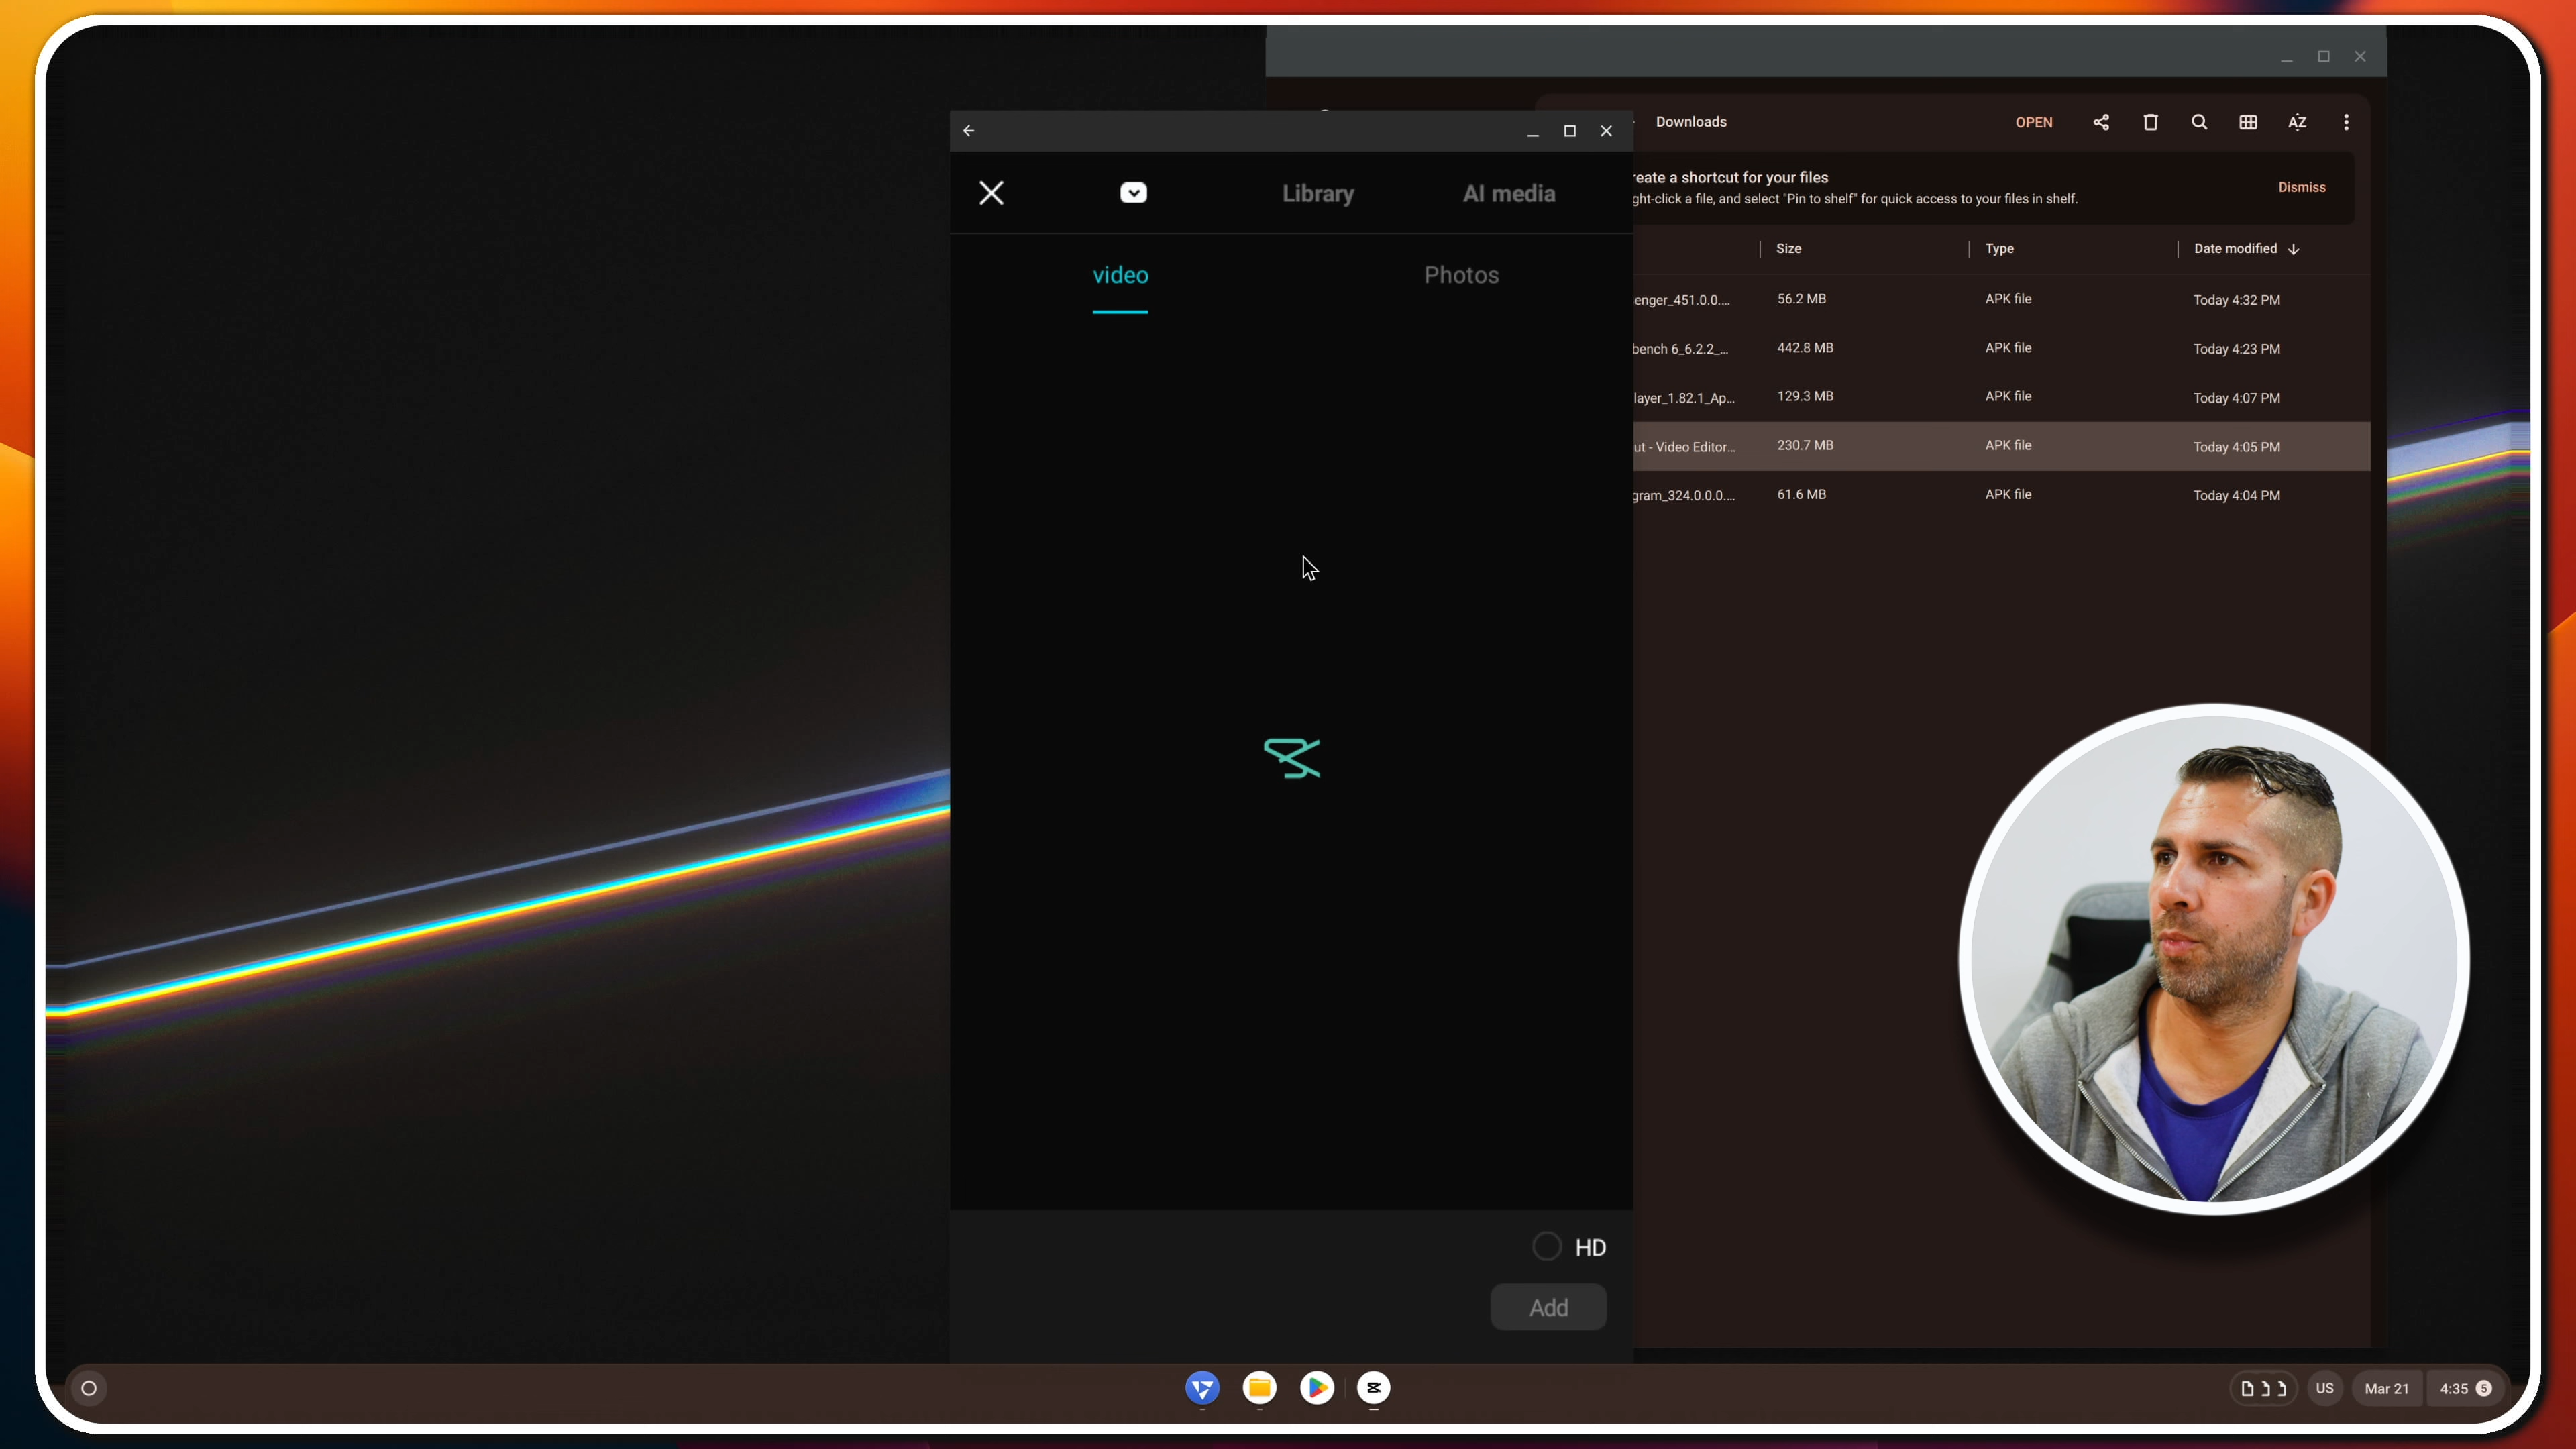 Library
AI media
video
Photos
HD
Add
Downloads
OPEN
AZ
reate a shortcut for your files
ght-click a file, and select "Pin to shelf" for quick access to your files in shelf.
Dismiss
Size
Type
Date modified
enger_451.0.0....
56.2 MB
APK file
Today 4:32 PM
bench 6_6.2.2_...
442.8 MB
APK file
Today 4:23 PM
layer_1.82.1_Ap...
129.3 MB
APK file
Today 4:07 PM
ut - Video Editor...
230.7 MB
APK file
Today 4:05 PM
gram_324.0.0.0....
61.6 MB
APK file
Today 4:04 PM
US
Mar 21
4:35
5